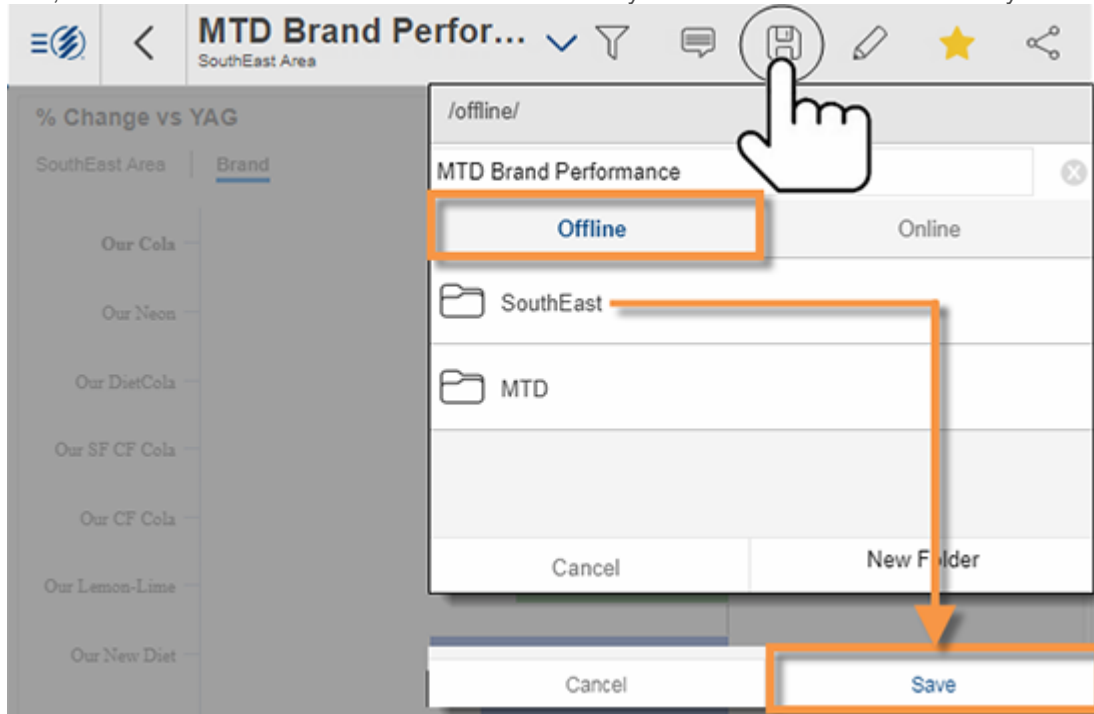 MTD Brand Perfor...
SouthEast Area
% Change vs YAG
SouthEast Area | Brand
/offline/
MTD Brand Performance
Offline Online
SouthEast
MTD
Cancel New Folder
Cancel Save
Our Cola
Our Neon
Our DietCola
Our SF CF Cola
Our CF Cola
Our Lemon-Lime
Our New Diet